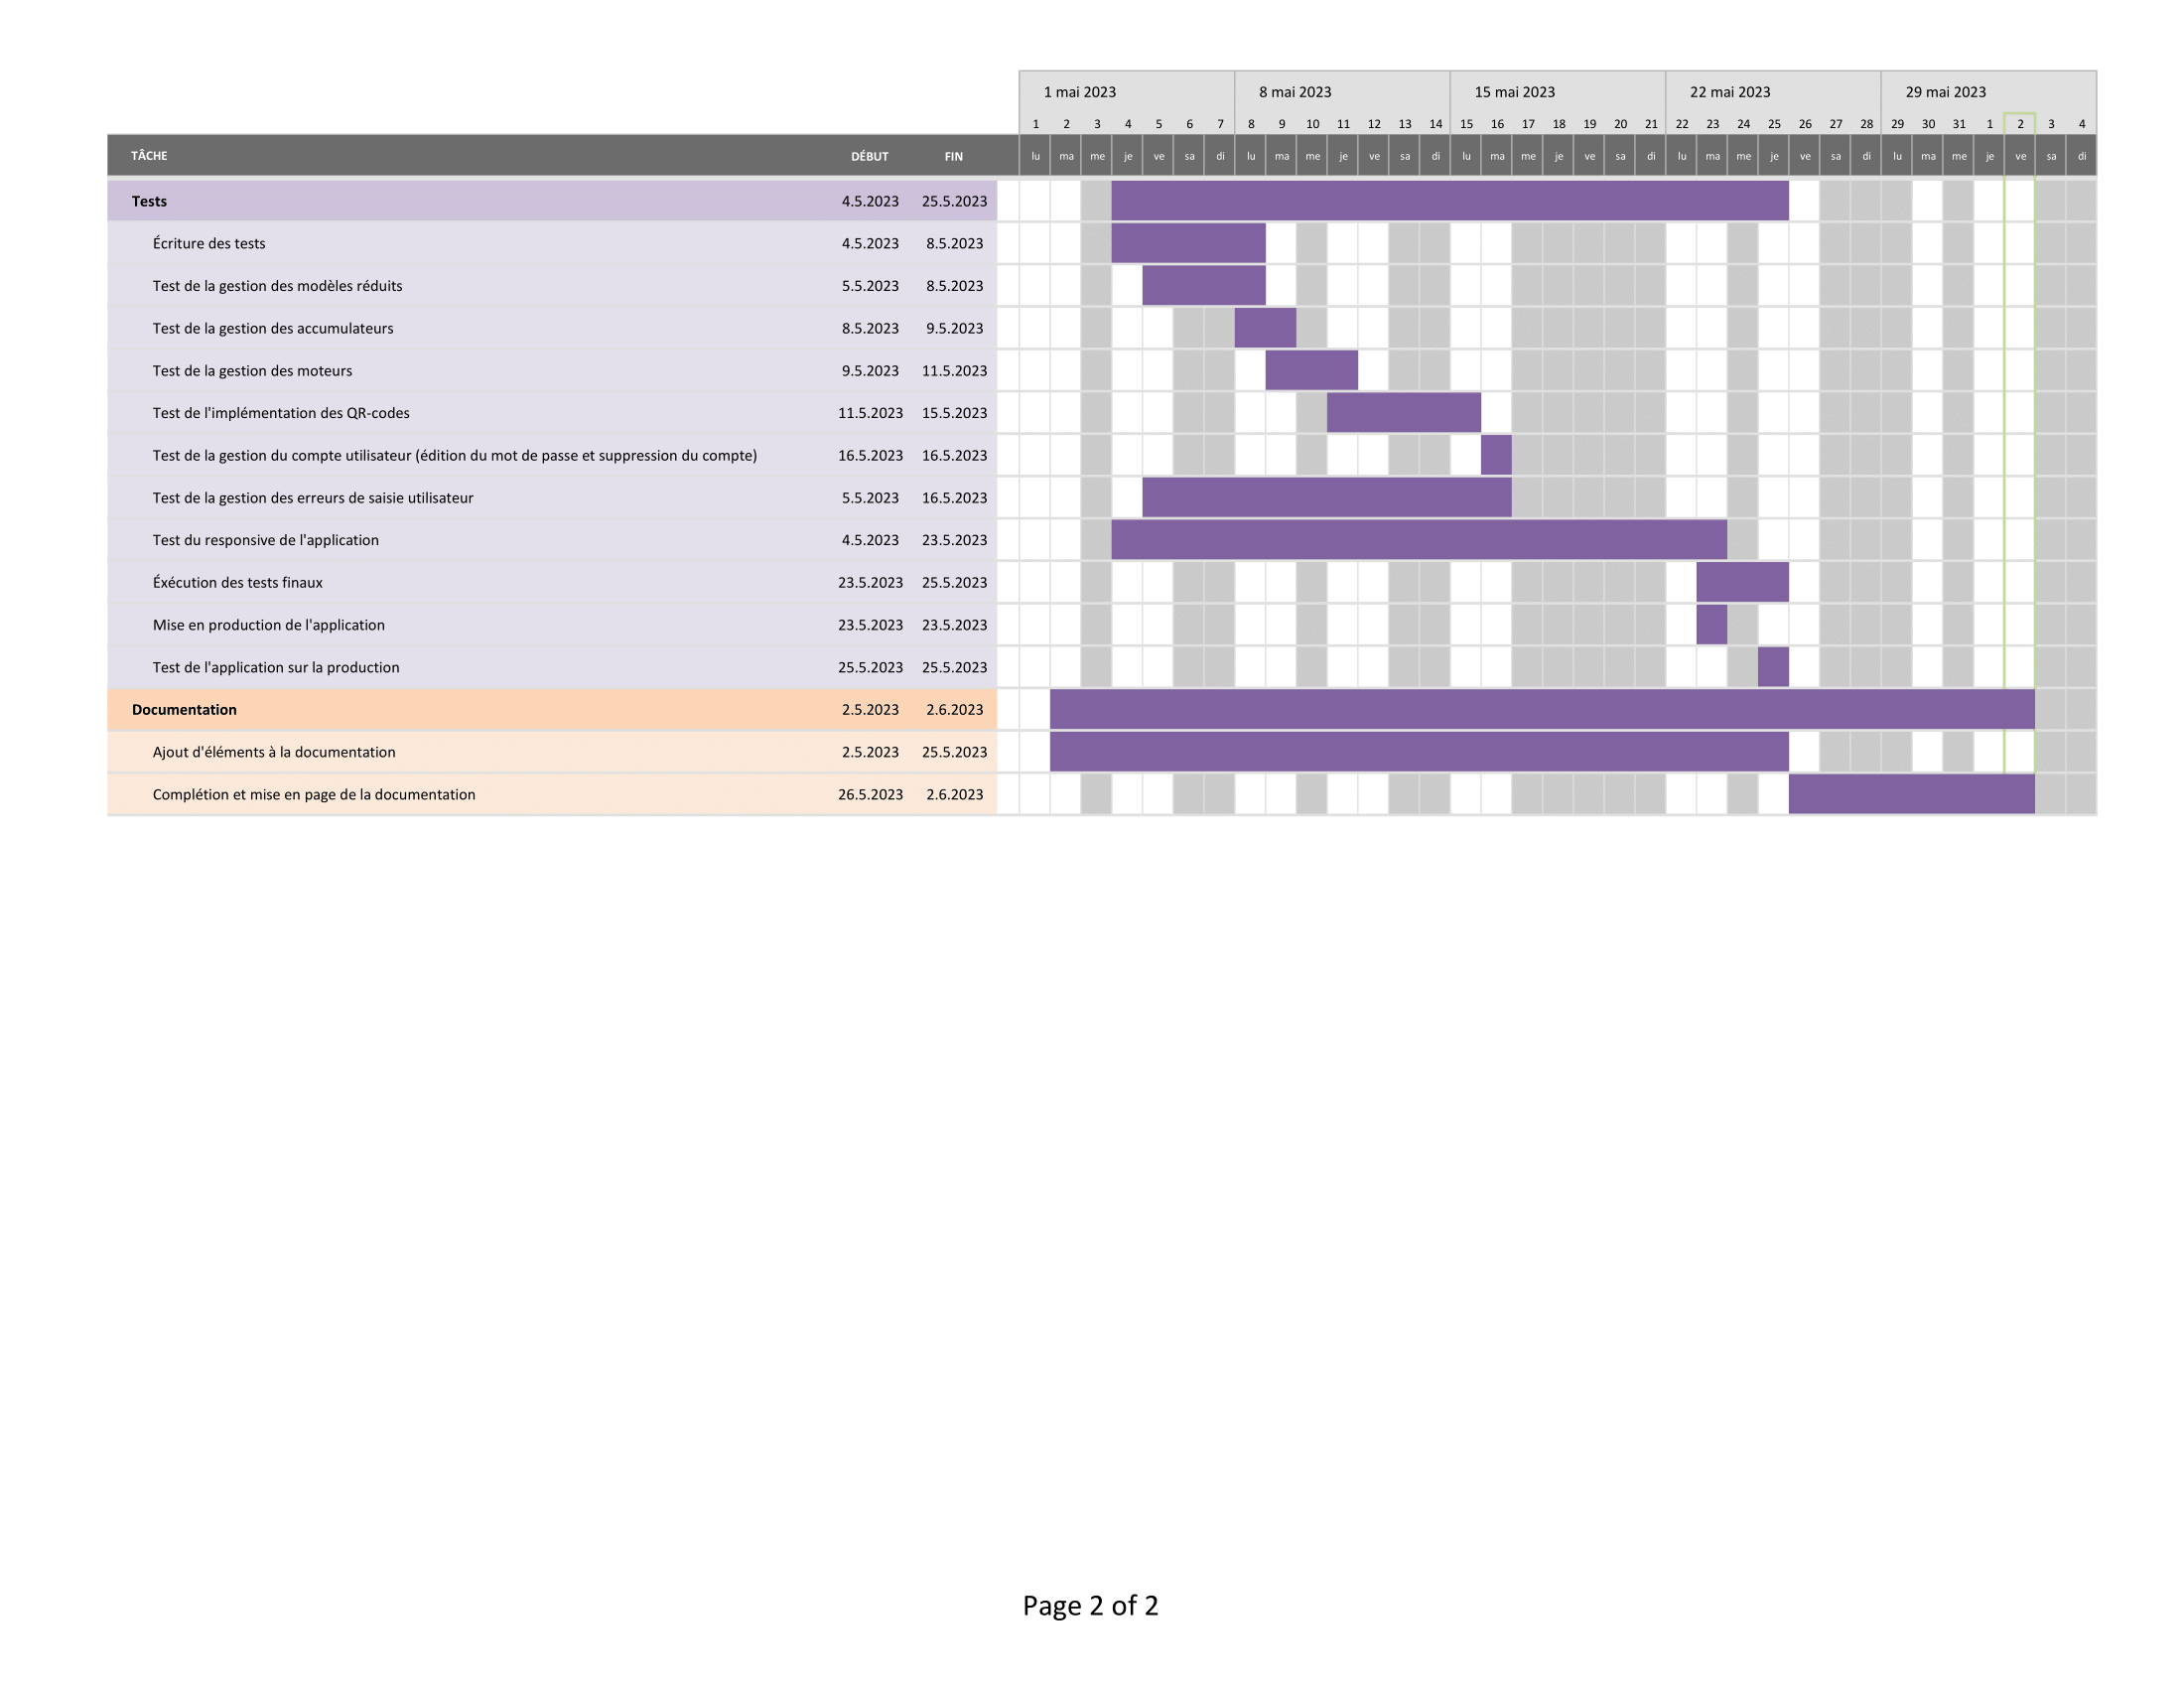 1 mai 2023 8 mai 2023 15 mai 2023 22 mai 2023 29 mai 2023
1 2 3 4 5 6 7 8 9 10 11 12 13 14 15 16 17 18 19 20 21 22 23 24 25 26 27 28 29 30 31 1 2 3 4
TÂCHE DÉBUT FIN lu ma me je ve sa di lu ma me je ve sa di lu ma me je ve sa di lu ma me je ve sa di lu ma me je ve sa di
Tests 4.5.2023 25.5.2023
Écriture des tests 4.5.2023 8.5.2023
Test de la gestion des modèles réduits 5.5.2023 8.5.2023
Test de la gestion des accumulateurs 8.5.2023 9.5.2023
Test de la gestion des moteurs 9.5.2023 11.5.2023
Test de l'implémentation des QR-codes 11.5.2023 15.5.2023
Test de la gestion du compte utilisateur (édition du mot de passe et suppression du compte) 16.5.2023 16.5.2023
Test de la gestion des erreurs de saisie utilisateur 5.5.2023 16.5.2023
Test du responsive de l'application 4.5.2023 23.5.2023
Éxécution des tests finaux 23.5.2023 25.5.2023
Mise en production de l'application 23.5.2023 23.5.2023
Test de l'application sur la production 25.5.2023 25.5.2023
Documentation 2.5.2023 2.6.2023
Ajout d'éléments à la documentation 2.5.2023 25.5.2023
Complétion et mise en page de la documentation 26.5.2023 2.6.2023
Page 2 of 2